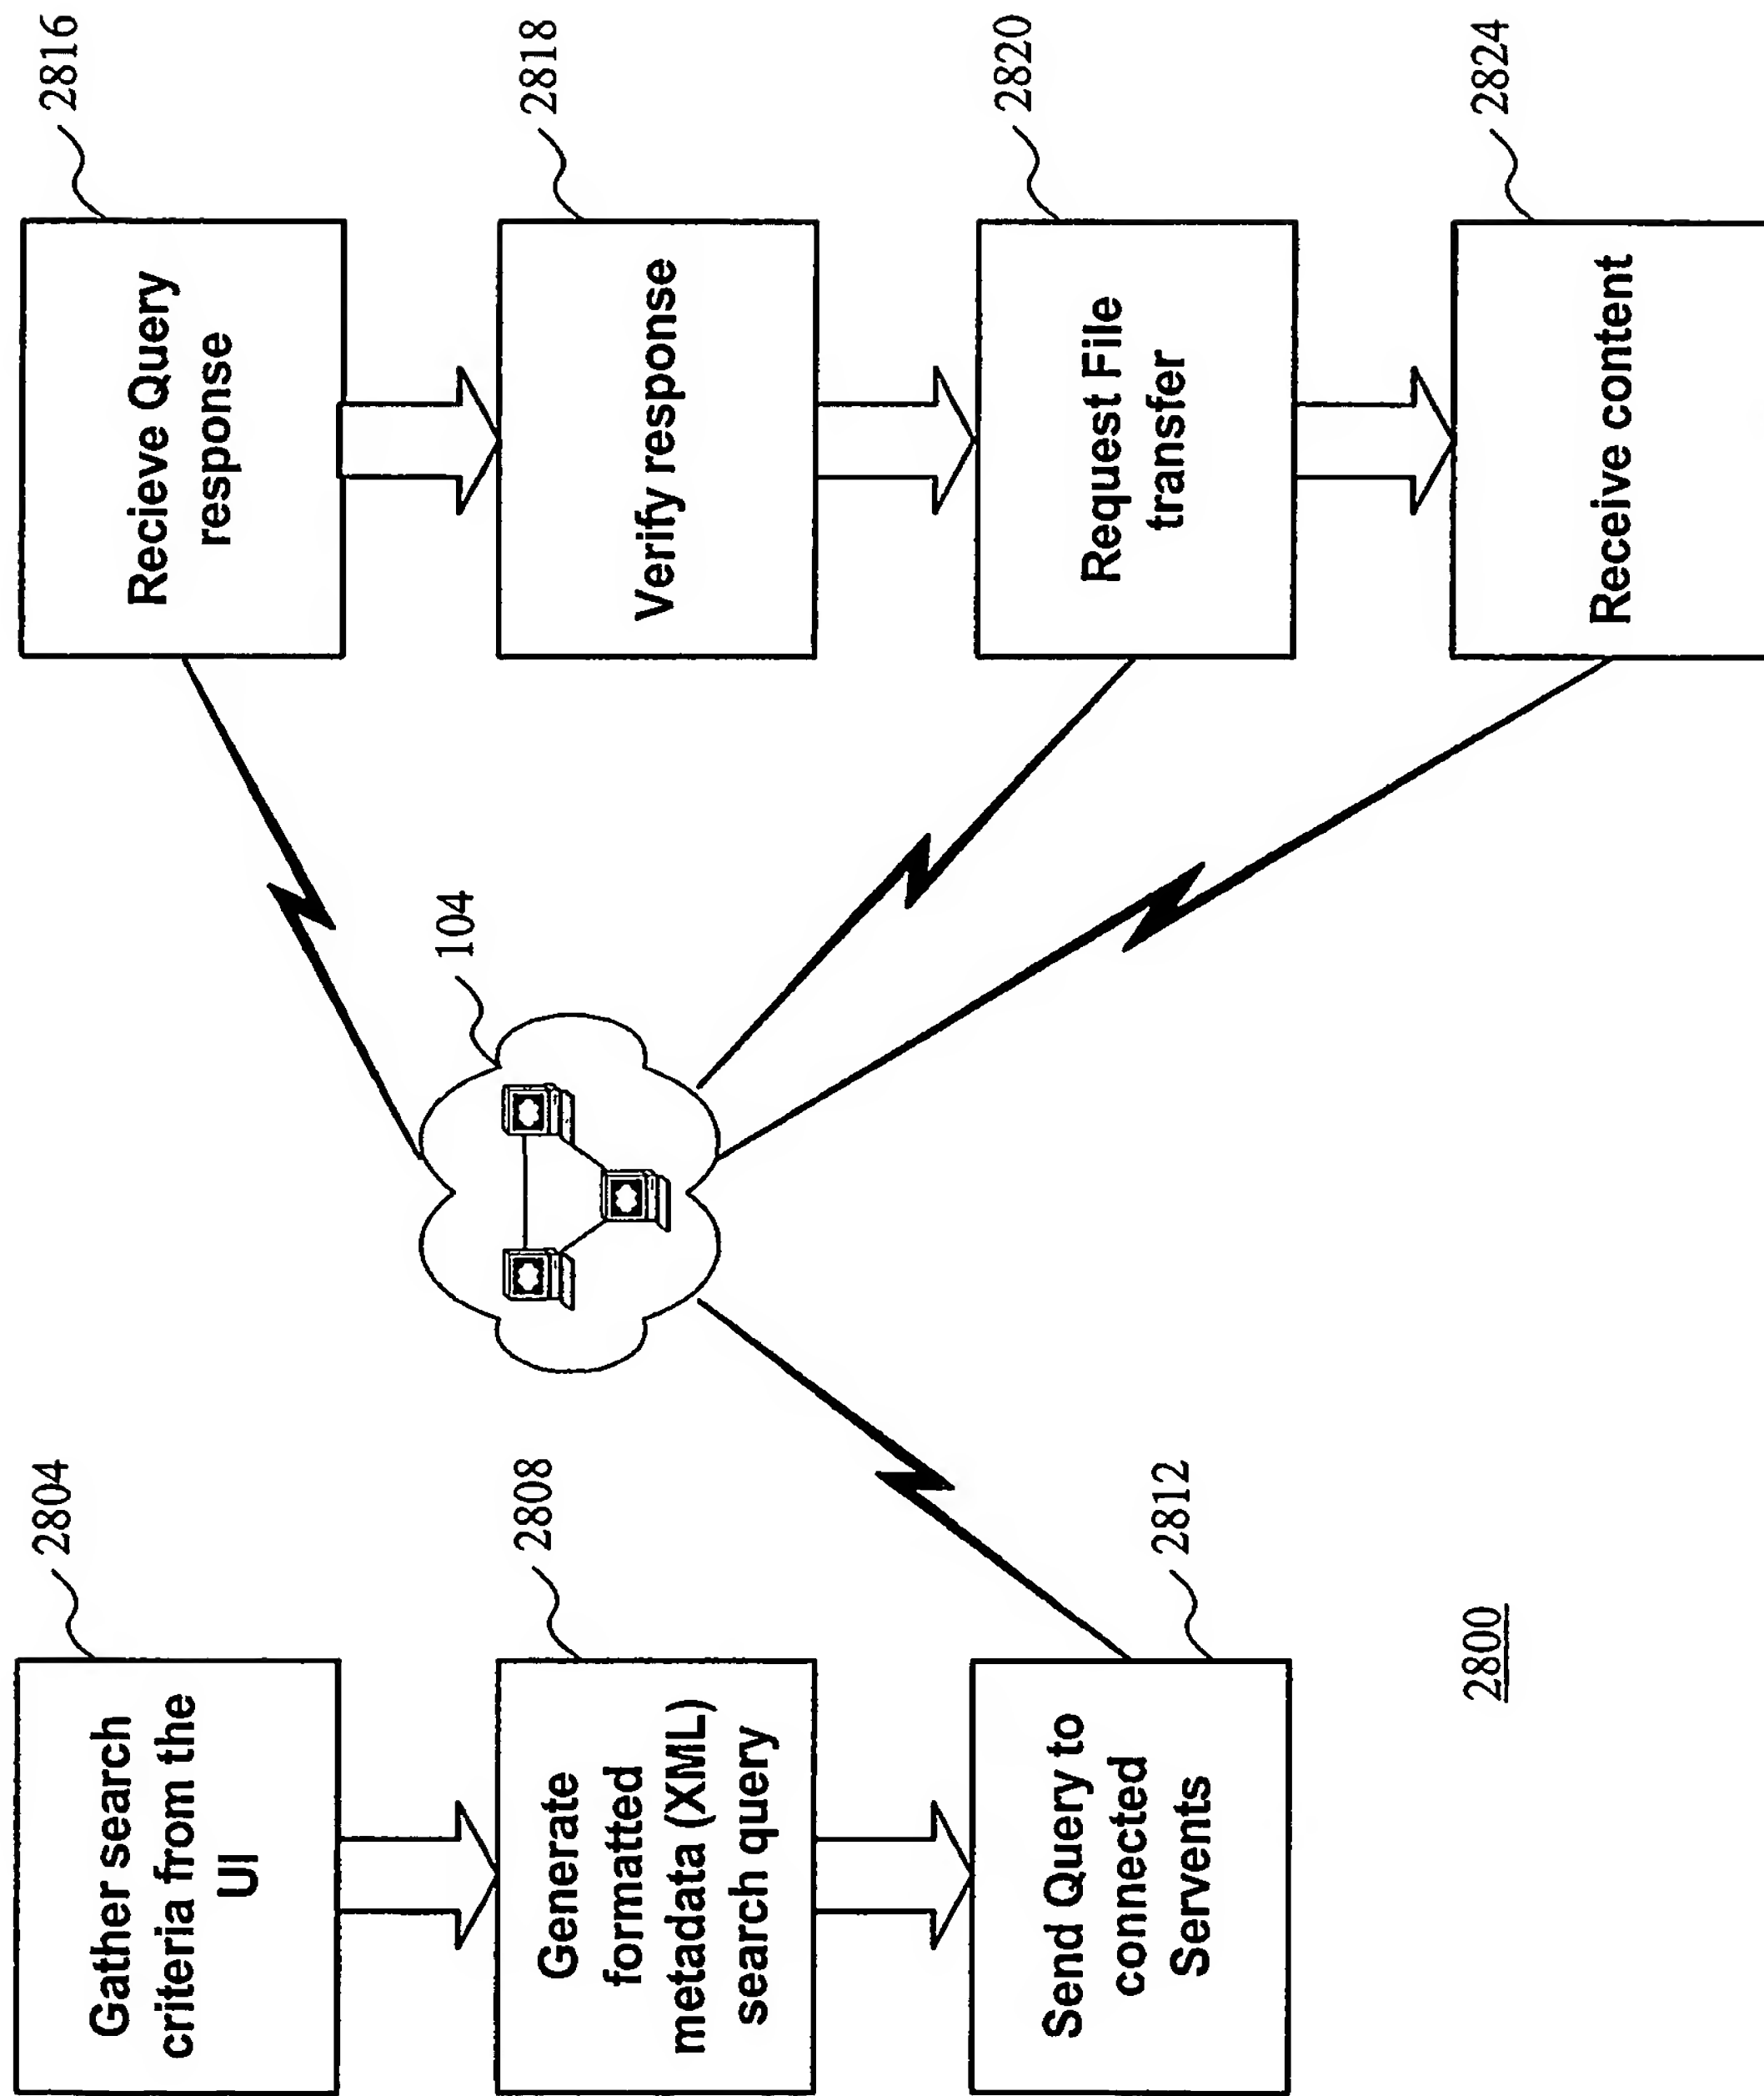 Gather search
criteria from the
UI
2804
Generate
formatted
metadata (XML)
search query
2808
Send Query to
connected
Servents
2812
104
Recieve Query
response
2816
Verify response
2818
Request File
transfer
2820
Receive content
2824
2800